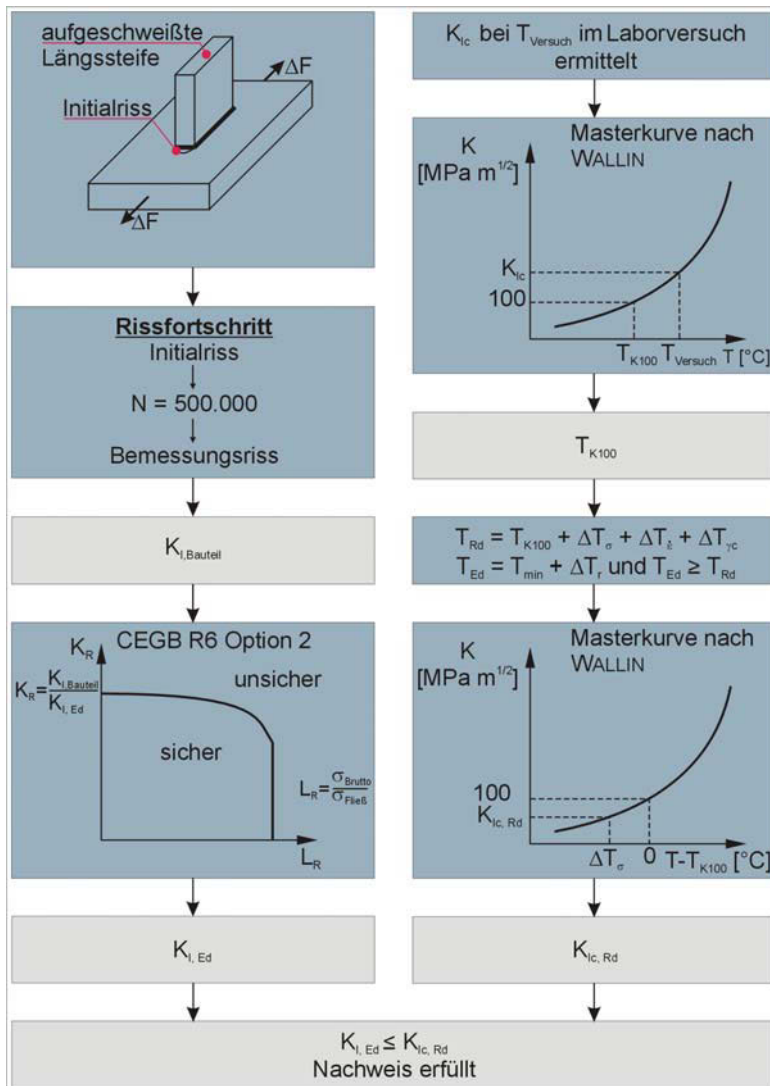 aufgeschweißte
Längssteife
ΔF
Initialriss
ΔF
Rissfortschritt
Initialriss
N = 500.000
Bemessungsriss
K_I,Bauteil
CEGB R6 Option 2
K_R
unsicher
K_R = K_I,Bauteil / K_I, Ed
sicher
L_R = σ_Brutto / σ_Fließ
L_R
K_I, Ed
K_Ic bei T_Versuch im Laborversuch
ermittelt
K
[MPa m^1/2]
Masterkurve nach
WALLIN
K_Ic
100
T_K100 T_Versuch T [°C]
T_K100
T_Rd = T_K100 + ΔT_σ + ΔT_ε̇ + ΔT_γc
T_Ed = T_min + ΔT_r und T_Ed ≥ T_Rd
K
[MPa m^1/2]
Masterkurve nach
WALLIN
100
K_Ic, Rd
ΔT_σ 0 T-T_K100 [°C]
K_Ic, Rd
K_I, Ed ≤ K_Ic, Rd
Nachweis erfüllt